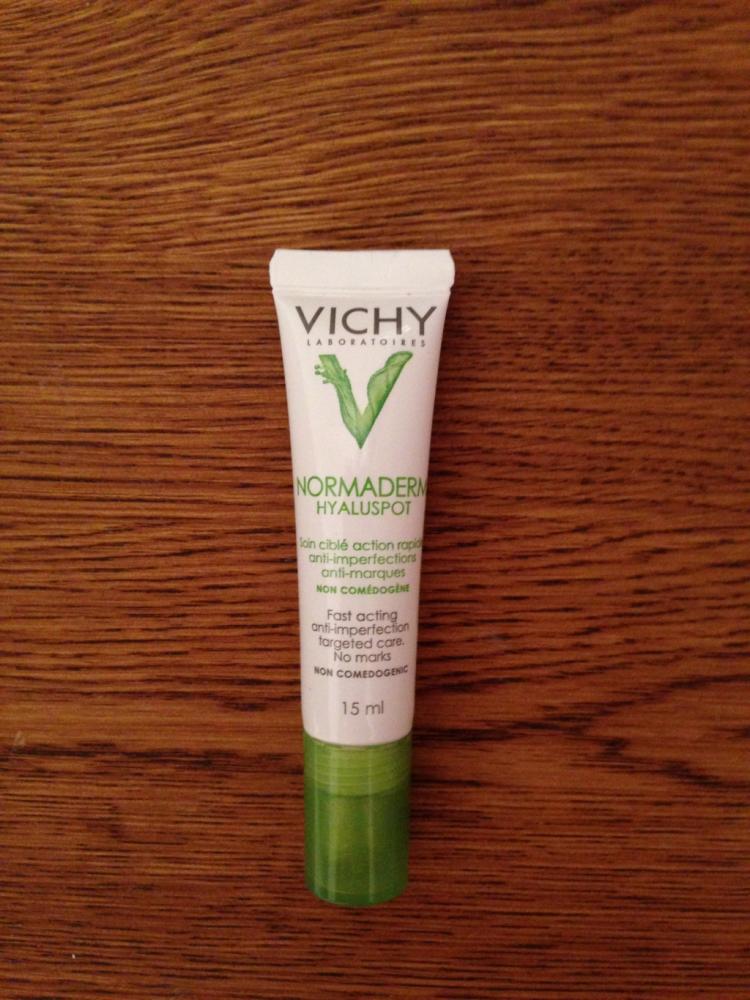 VICHY
LABORATOIRES
NORMADERM
HYALUSPOT
Soin ciblé action rapide
anti-imperfections
anti-marques
NON COMÉDOGÈNE
Fast acting
anti-imperfection
targeted care.
No marks
NON COMEDOGENIC
15 ml